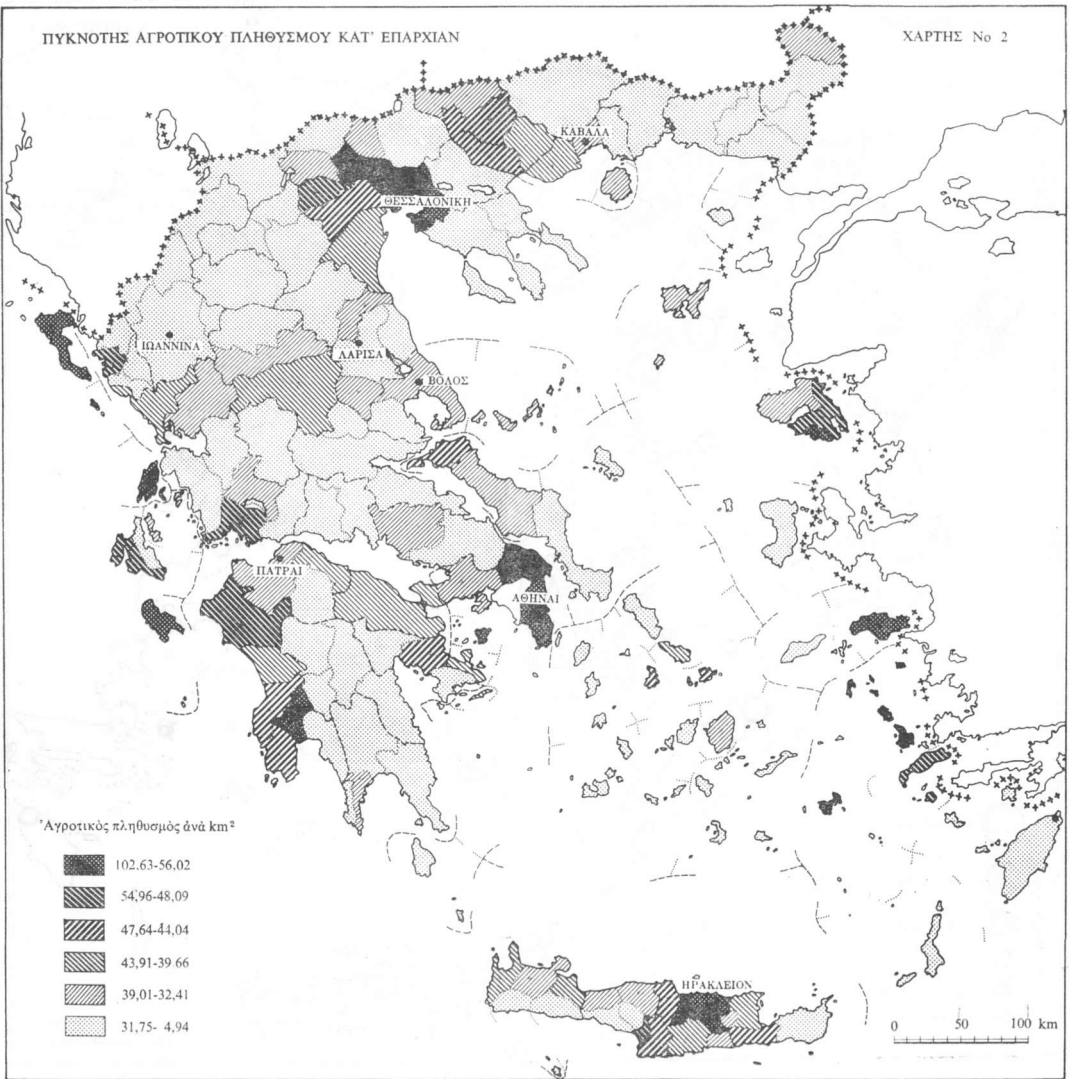 ΠΥΚΝΟΤΗΣ ΑΓΡΟΤΙΚΟΥ ΠΛΗΘΥΣΜΟΥ ΚΑΤ' ΕΠΑΡΧΙΑΝ
ΧΑΡΤΗΣ Νο 2
ΚΑΒΑΛΑ
ΘΕΣΣΑΛΟΝΙΚΗ
ΙΩΑΝΝΙΝΑ
ΛΑΡΙΣΑ
ΒΟΛΟΣ
ΠΑΤΡΑΙ
ΑΘΗΝΑΙ
Ἀγροτικὸς πληθυσμὸς ἀνὰ km²
102,63-56,02
54,96-48,09
47,64-44,04
43,91-39.66
39,01-32,41
31,75- 4,94
ΗΡΑΚΛΕΙΟΝ
0 50 100 km